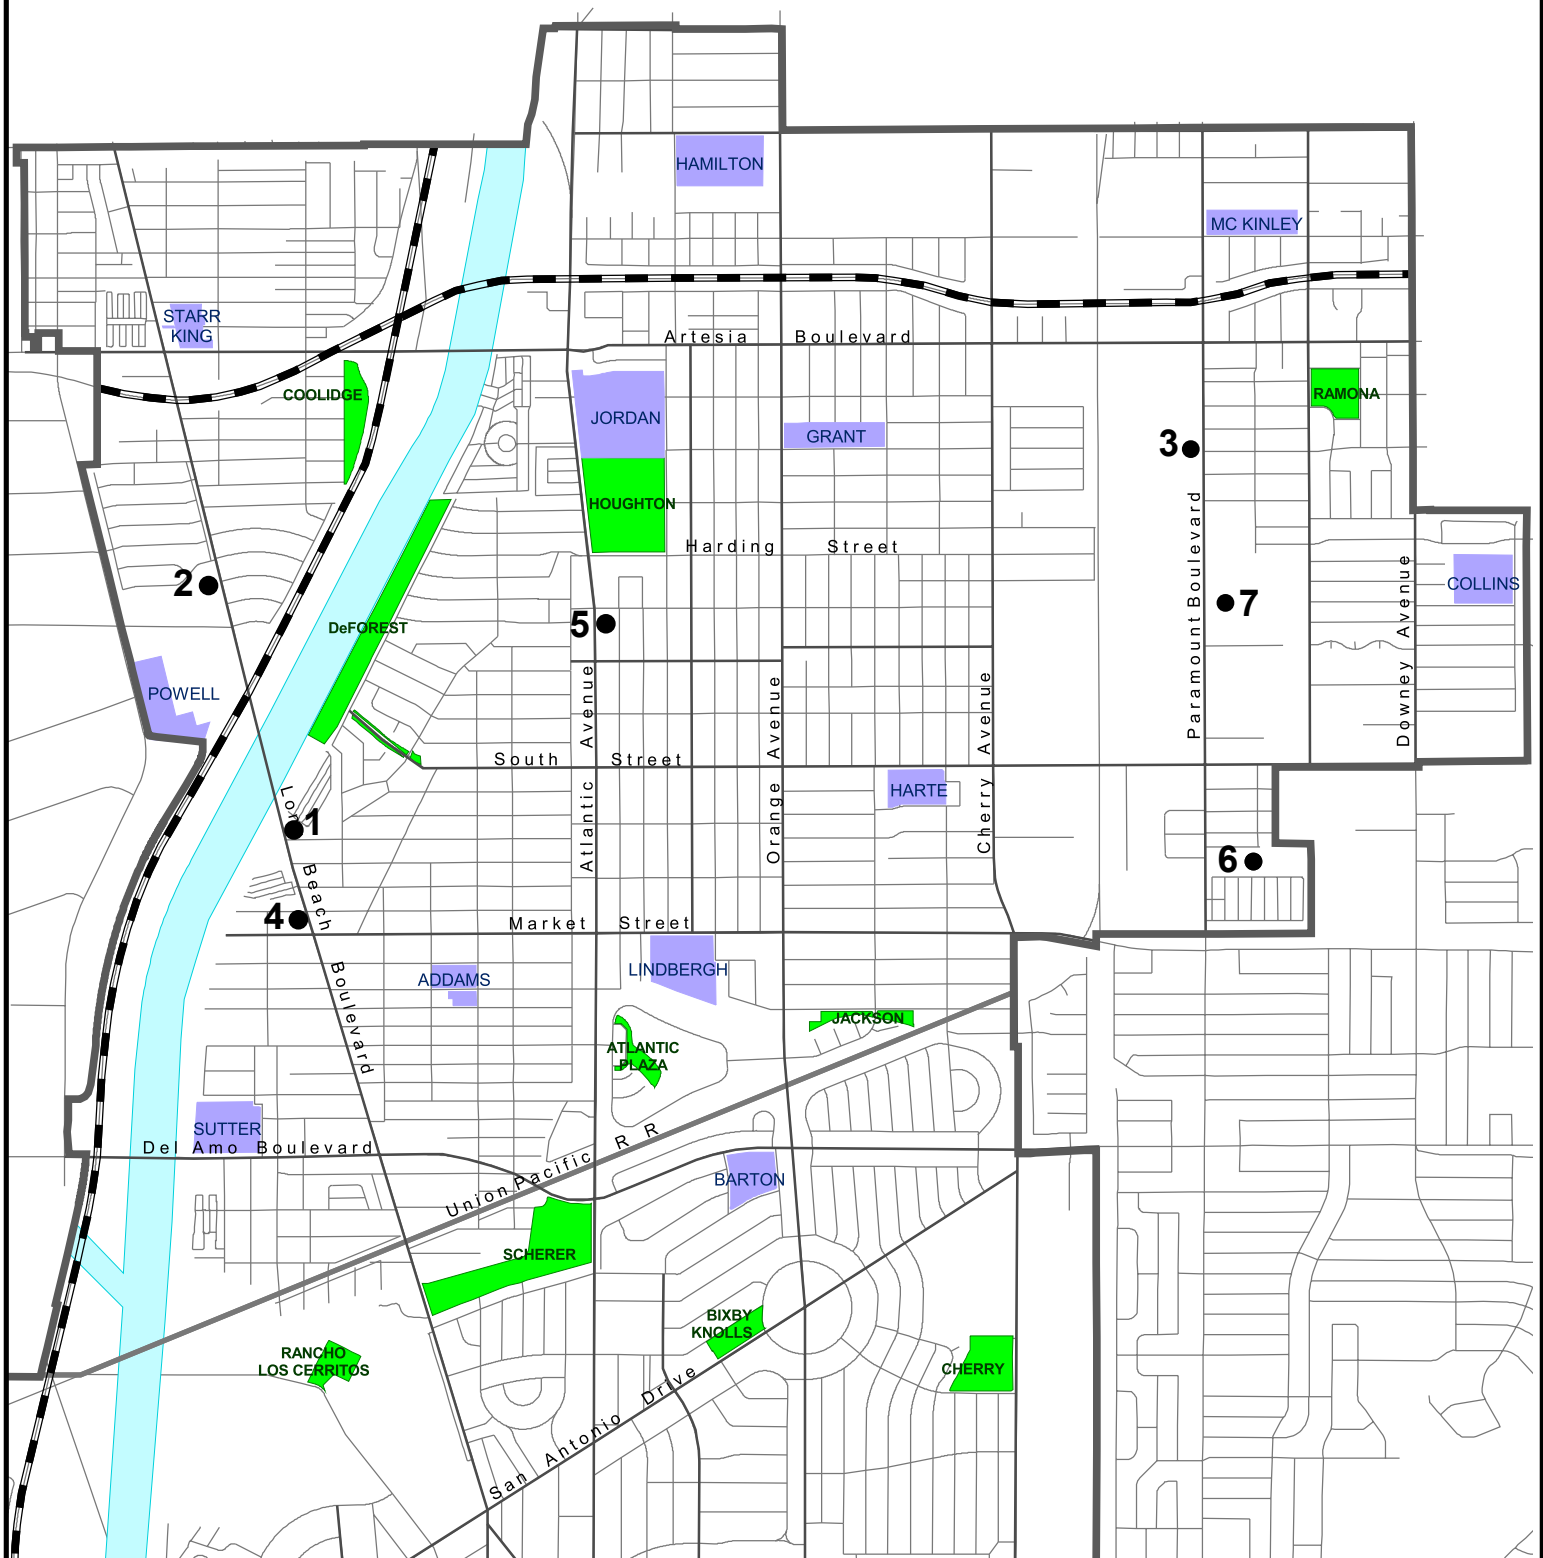 HAMILTON
MC KINLEY
STARR
KING
Artesia Boulevard
COOLIDGE
RAMONA
JORDAN
GRANT
3
HOUGHTON
Harding Street
Paramount Boulevard
Downey Avenue
COLLINS
2
7
5
DeFOREST
POWELL
Atlantic Avenue
Orange Avenue
Cherry Avenue
South Street
HARTE
Long Beach Boulevard
1
6
4
Market Street
ADDAMS
LINDBERGH
JACKSON
ATLANTIC
PLAZA
SUTTER
Del Amo Boulevard
Union Pacific R R
BARTON
SCHERER
BIXBY
KNOLLS
RANCHO
LOS CERRITOS
CHERRY
San Antonio Drive